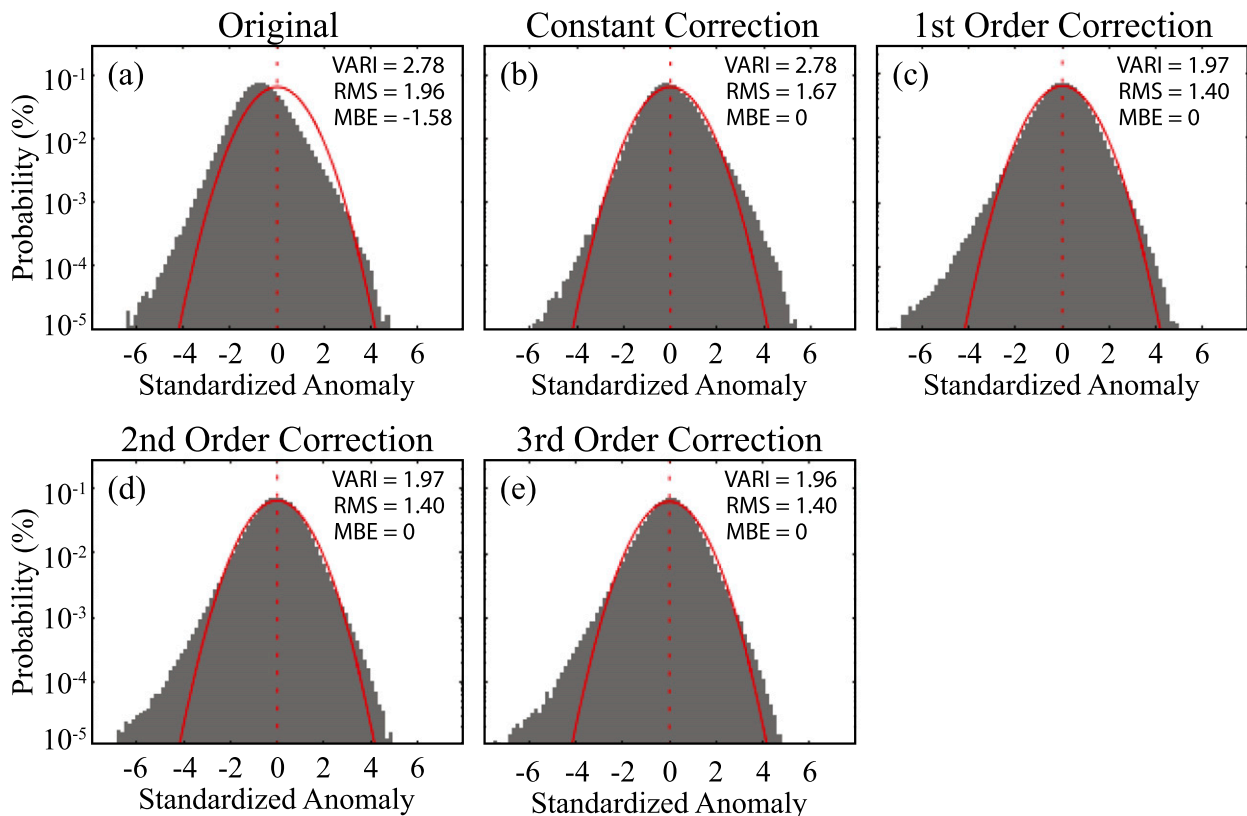 Original
(a)
VARI = 2.78
RMS = 1.96
MBE = -1.58
Probability (%)
10-1
10-2
10-3
10-4
10-5
-6 -4 -2 0 2 4 6
Standardized Anomaly
Constant Correction
(b)
VARI = 2.78
RMS = 1.67
MBE = 0
-6 -4 -2 0 2 4 6
Standardized Anomaly
1st Order Correction
(c)
VARI = 1.97
RMS = 1.40
MBE = 0
-6 -4 -2 0 2 4 6
Standardized Anomaly
2nd Order Correction
(d)
VARI = 1.97
RMS = 1.40
MBE = 0
Probability (%)
10-1
10-2
10-3
10-4
10-5
-6 -4 -2 0 2 4 6
Standardized Anomaly
3rd Order Correction
(e)
VARI = 1.96
RMS = 1.40
MBE = 0
-6 -4 -2 0 2 4 6
Standardized Anomaly